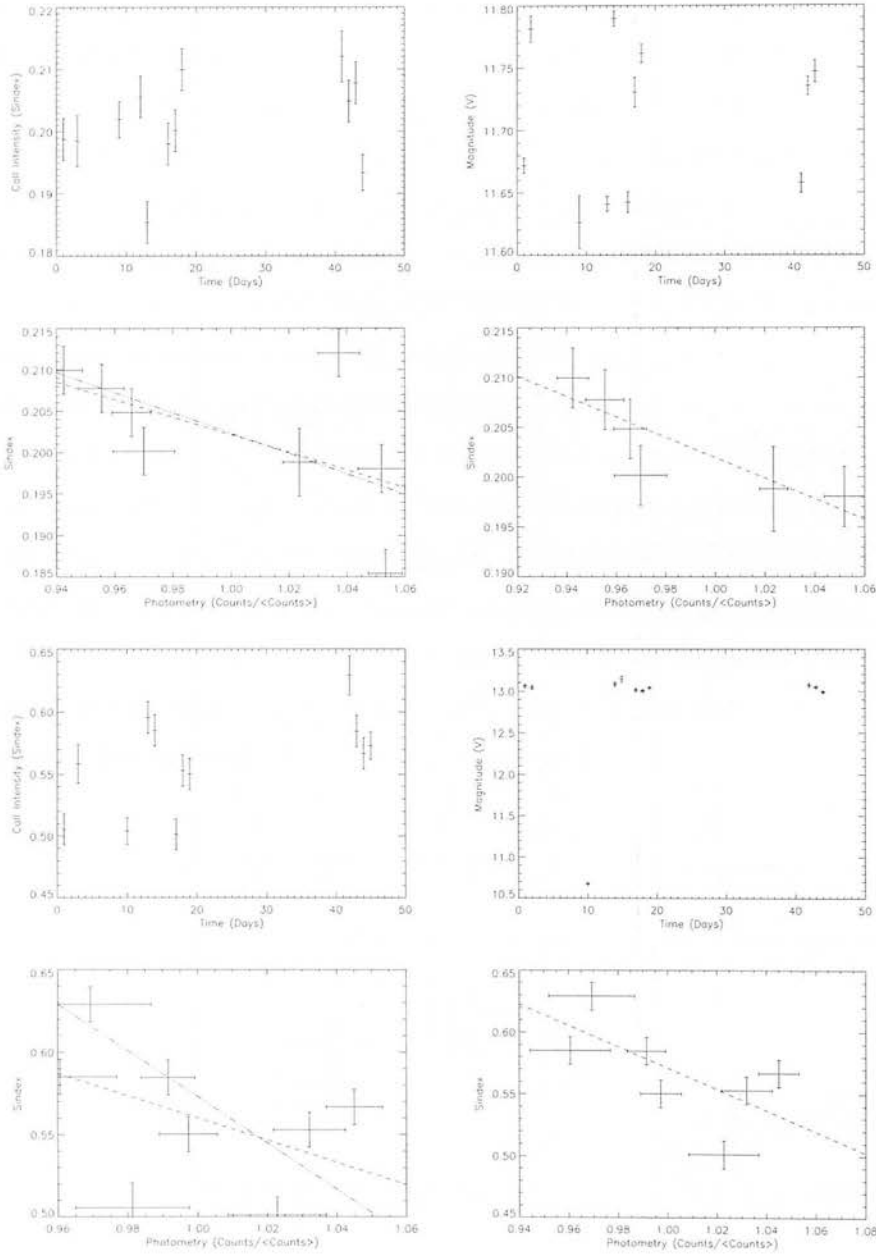 0.22
0.21
0.20
0.19
0.18
CaII Intensity (Sindex)
0 10 20 30 40 50
Time (Days)
11.80
11.75
11.70
11.65
11.60
Magnitude (V)
0 10 20 30 40 50
Time (Days)
0.215
0.210
0.205
0.200
0.195
0.190
0.185
Sindex
0.94 0.96 0.98 1.00 1.02 1.04 1.06
Photometry (Counts/<Counts>)
0.215
0.210
0.205
0.200
0.195
0.190
Sindex
0.92 0.94 0.96 0.98 1.00 1.02 1.04 1.06
Photometry (Counts/<Counts>)
0.65
0.60
0.55
0.50
0.45
CaII Intensity (Sindex)
0 10 20 30 40 50
Time (Days)
13.5
13.0
12.5
12.0
11.5
11.0
10.5
Magnitude (V)
0 10 20 30 40 50
Time (Days)
0.65
0.60
0.55
0.50
Sindex
0.96 0.98 1.00 1.02 1.04 1.06
Photometry (Counts/<Counts>)
0.65
0.60
0.55
0.50
0.45
Sindex
0.94 0.96 0.98 1.00 1.02 1.04 1.06 1.08
Photometry (Counts/<Counts>)